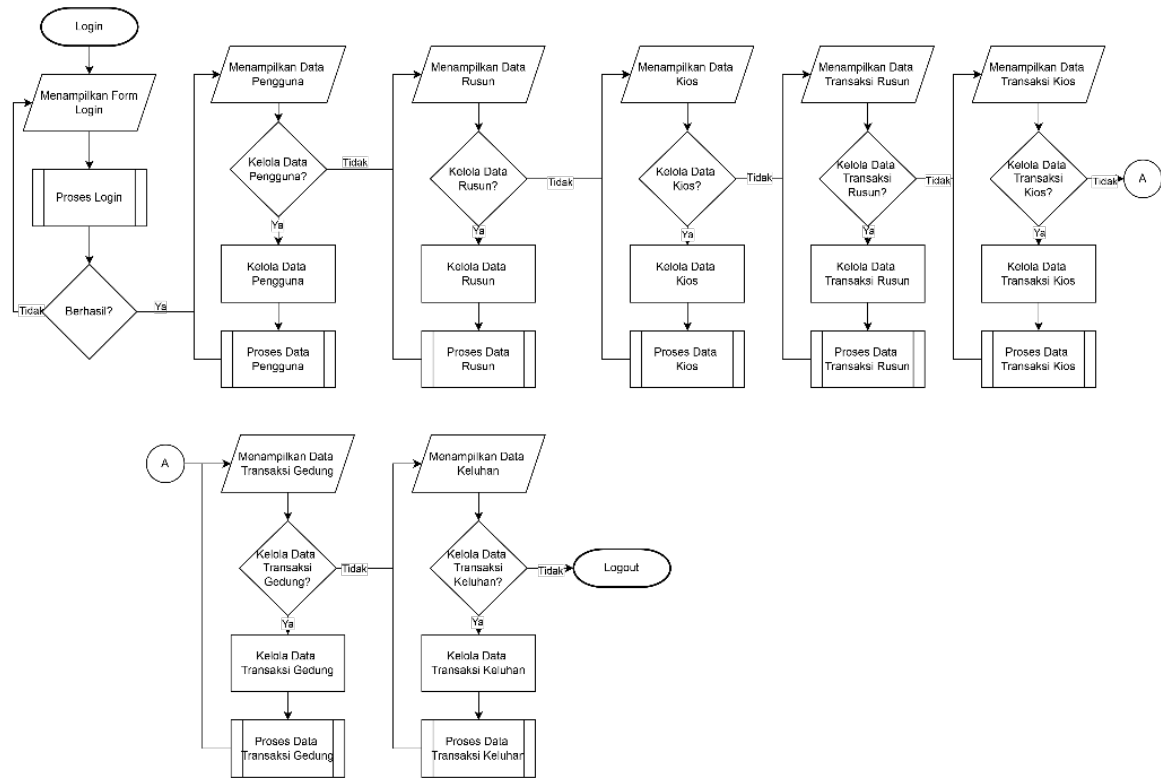 Login
Menampilkan Form
Login
Proses Login
Berhasil?
Tidak
Ya
Menampilkan Data
Pengguna
Kelola Data
Pengguna?
Tidak
Ya
Kelola Data
Pengguna
Proses Data
Pengguna
Menampilkan Data
Rusun
Kelola Data
Rusun?
Tidak
Ya
Kelola Data
Rusun
Proses Data
Rusun
Menampilkan Data
Kios
Kelola Data
Kios?
Tidak
Ya
Kelola Data
Kios
Proses Data
Kios
Menampilkan Data
Transaksi Rusun
Kelola Data
Transaksi
Rusun?
Tidak
Ya
Kelola Data
Transaksi Rusun
Proses Data
Transaksi Rusun
Menampilkan Data
Transaksi Kios
Kelola Data
Transaksi
Kios?
Tidak
A
Ya
Kelola Data
Transaksi Kios
Proses Data
Transaksi Kios
A
Menampilkan Data
Transaksi Gedung
Kelola Data
Transaksi
Gedung?
Tidak
Ya
Kelola Data
Transaksi Gedung
Proses Data
Transaksi Gedung
Menampilkan Data
Keluhan
Kelola Data
Transaksi
Keluhan?
Tidak
Logout
Ya
Kelola Data
Transaksi Keluhan
Proses Data
Transaksi Keluhan